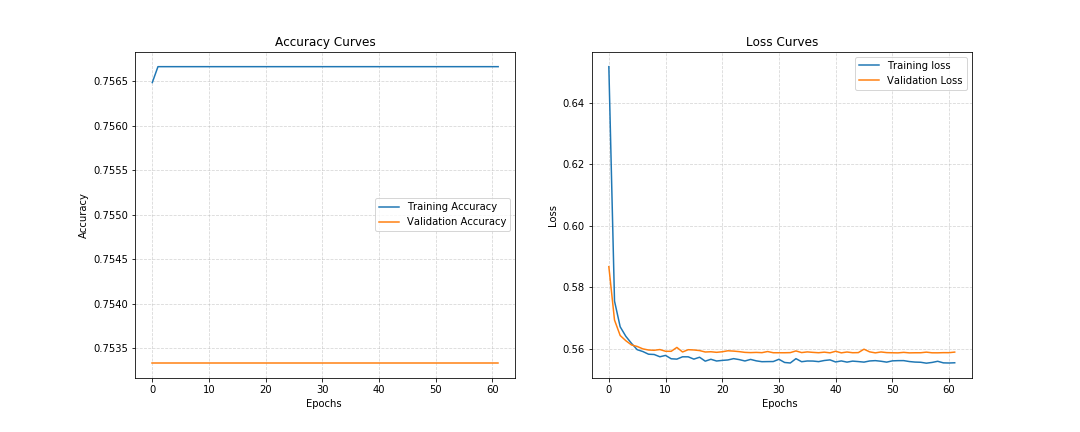 Accuracy Curves
0.7565
0.7560
0.7555
0.7550
0.7545
0.7540
0.7535
Accuracy
Training Accuracy
Validation Accuracy
0 10 20 30 40 50 60
Epochs
Loss Curves
0.64
0.62
0.60
0.58
0.56
Loss
Training loss
Validation Loss
0 10 20 30 40 50 60
Epochs